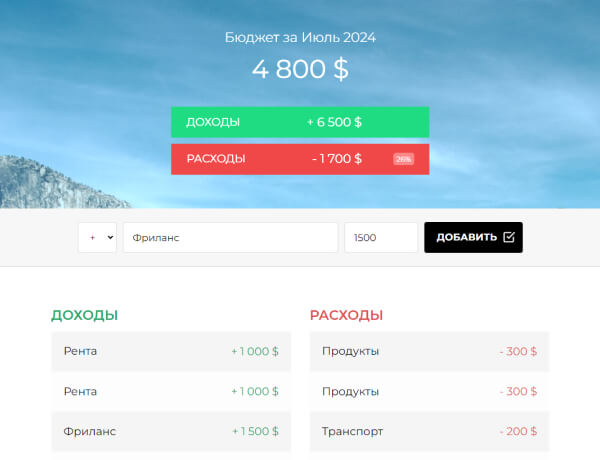 Бюджет за Июль 2024
4 800 $
ДОХОДЫ + 6 500 $
РАСХОДЫ - 1 700 $ 26%
+ Фриланс 1500 ДОБАВИТЬ
ДОХОДЫ РАСХОДЫ
Рента + 1 000 $ Продукты - 300 $
Рента + 1 000 $ Продукты - 300 $
Фриланс + 1 500 $ Транспорт - 200 $